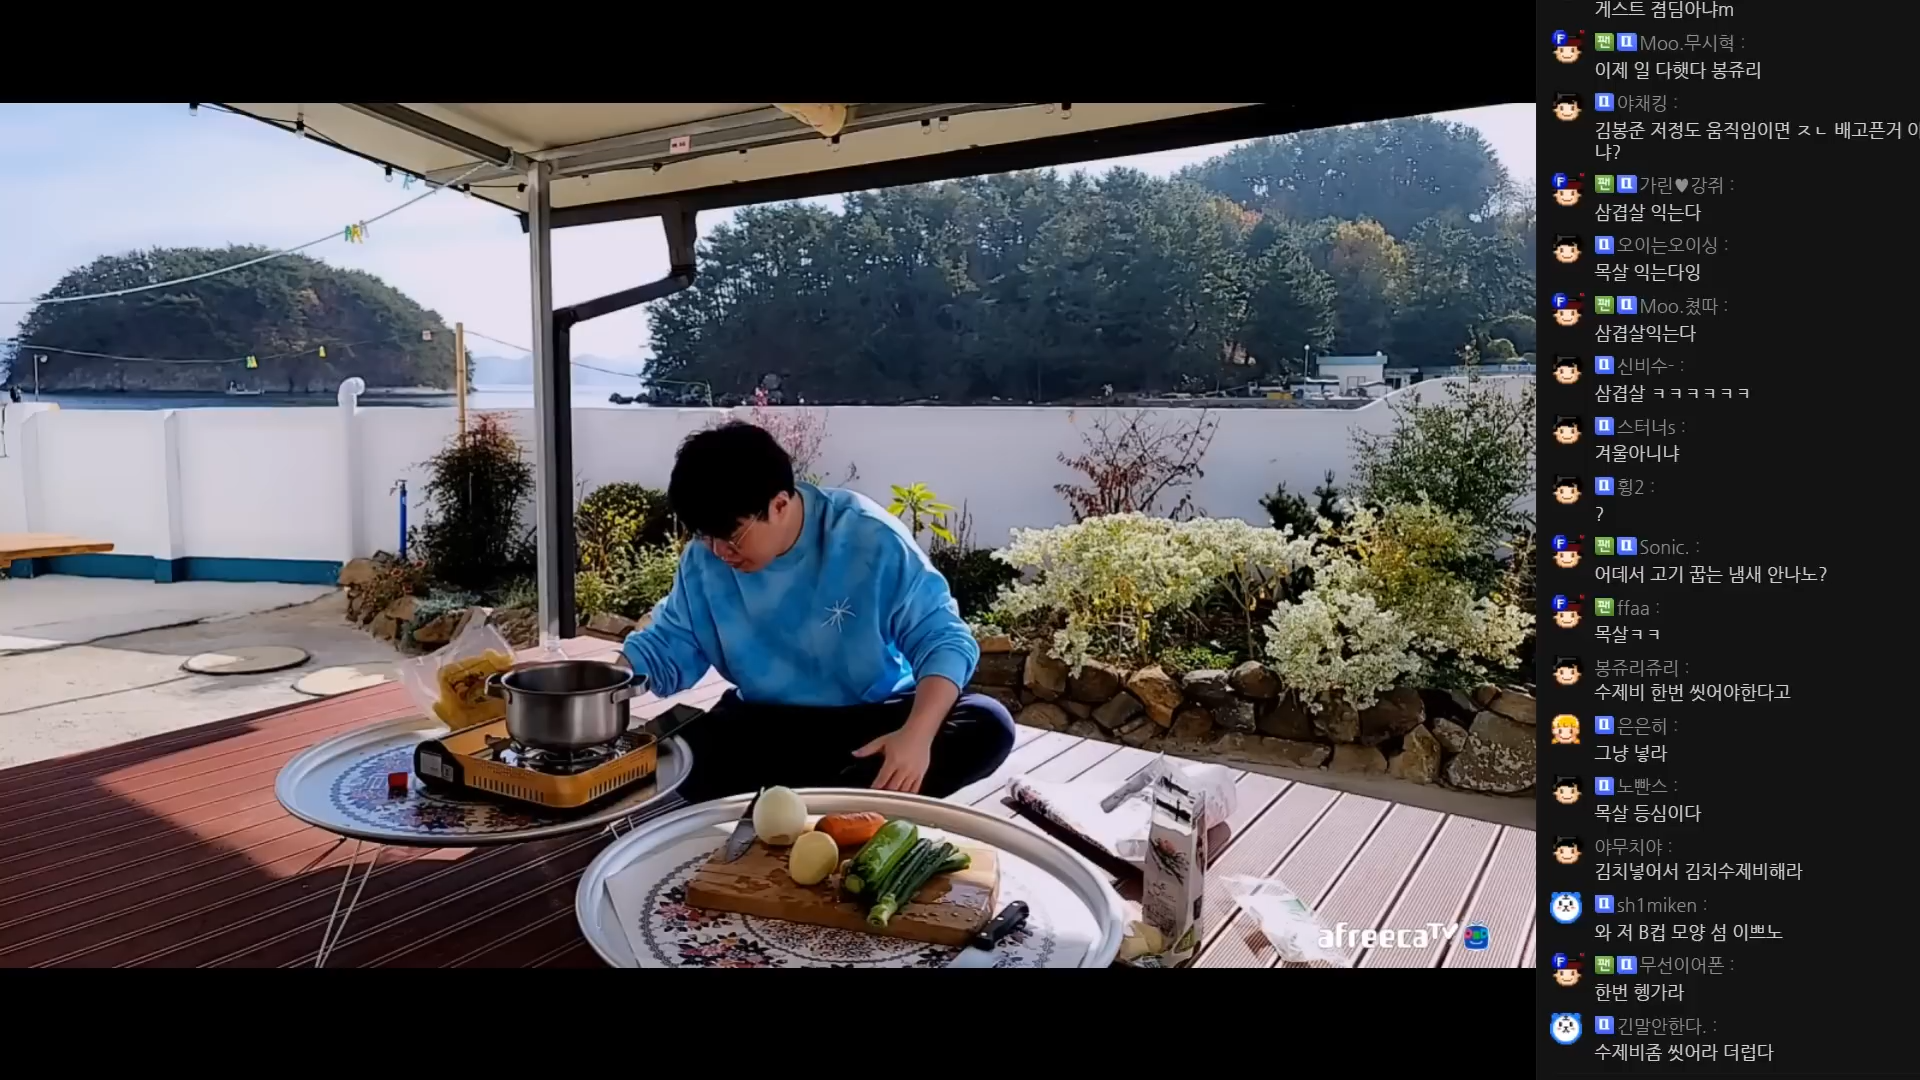 게스트 겸딤아냐m
Moo.무시혁 :
이제 일 다햇다 봉쥬리
야채킹 :
김봉준 저정도 움직임이면 ㅈㄴ 배고픈거 아
냐?
가린♥강쥐 :
삼겹살 익는다
오이는오이싱 :
목살 익는다잉
Moo.쳤따 :
삼겹살익는다
신비수- :
삼겹살 ㅋㅋㅋㅋㅋㅋ
스터너s :
겨울아니냐
휭2 :
?
Sonic. :
어데서 고기 꿉는 냄새 안나노?
ffaa :
목살ㅋㅋ
봉쥬리쥬리 :
수제비 한번 씻어야한다고
은은히 :
그냥 넣라
노빤스 :
목살 등심이다
야무치야 :
김치넣어서 김치수제비해라
sh1miken :
와 저 B컵 모양 섬 이쁘노
무선이어폰 :
한번 헹가라
긴말안한다. :
수제비좀 씻어라 더럽다
afreecaTV